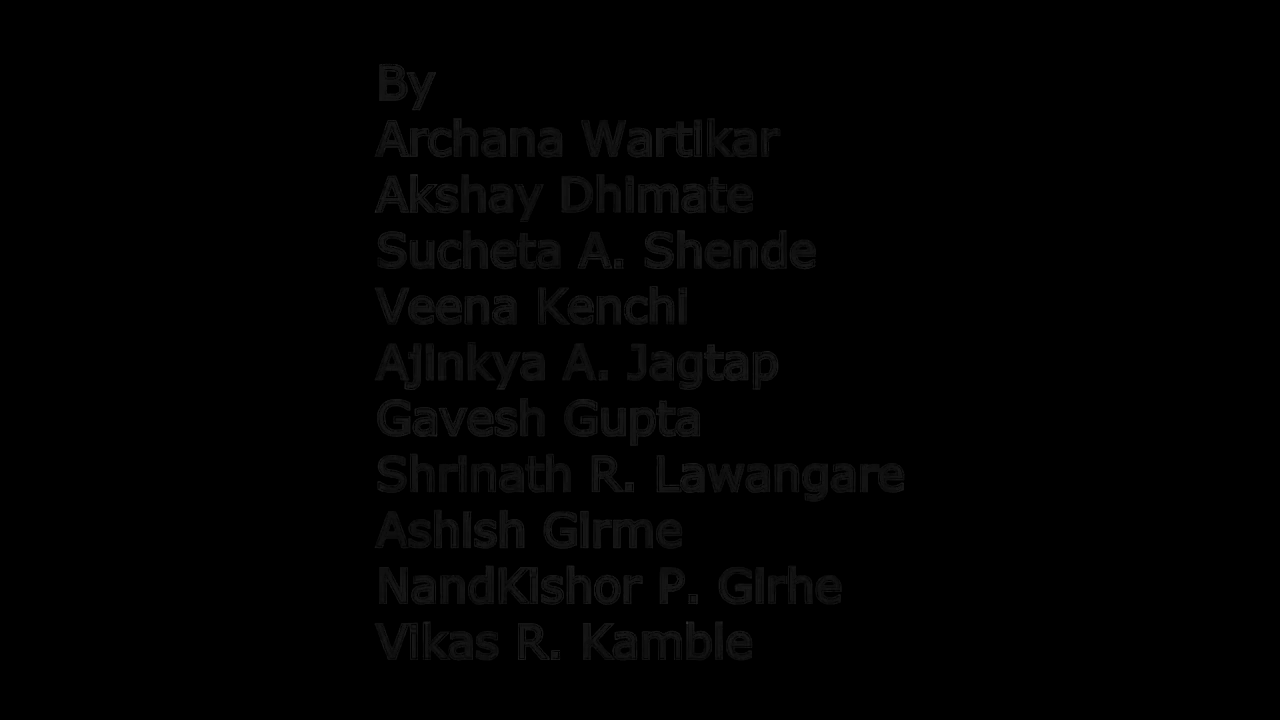 By
Archana Wartikar
Akshay Dhimate
Sucheta A. Shende
Veena Kenchi
Ajinkya A. Jagtap
Gavesh Gupta
Shrinath R. Lawangare
Ashish Girme
NandKishor P. Girhe
Vikas R. Kamble